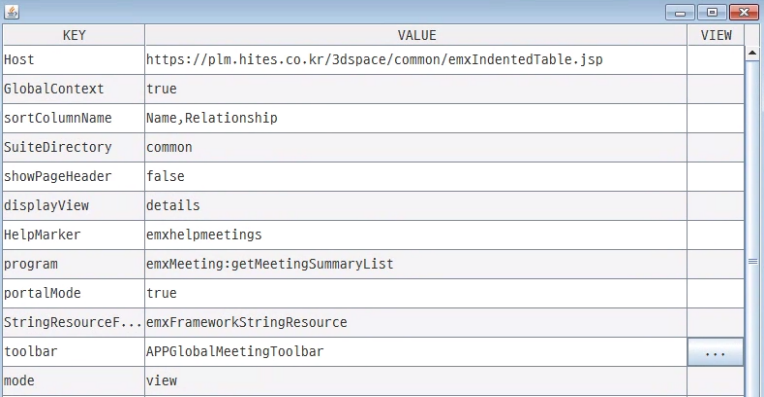 KEY VALUE VIEW
Host https://plm.hites.co.kr/3dspace/common/emxIndentedTable.jsp
GlobalContext true
sortColumnName Name,Relationship
SuiteDirectory common
showPageHeader false
displayView details
HelpMarker emxhelpmeetings
program emxMeeting:getMeetingSummaryList
portalMode true
StringResourceF... emxFrameworkStringResource
toolbar APPGlobalMeetingToolbar ...
mode view